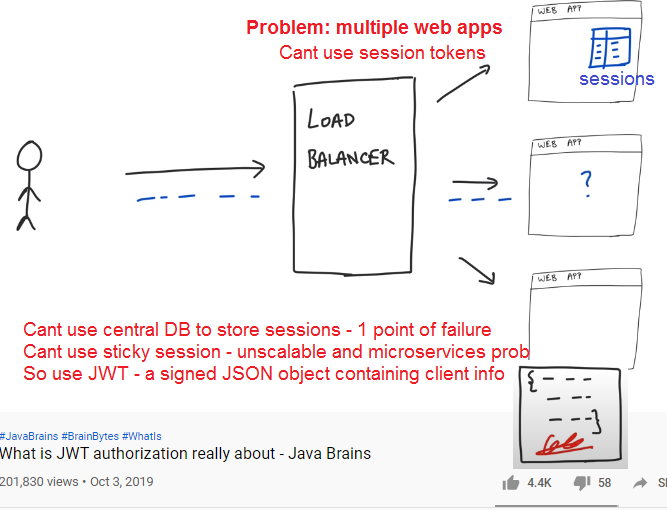 Problem: multiple web apps
Cant use session tokens
WEB APP
sessions
LOAD
BALANCER
WEB APP
?
WEB APP
Cant use central DB to store sessions - 1 point of failure
Cant use sticky session - unscalable and microservices prob
So use JWT - a signed JSON object containing client info
{ - - -
- - -
- - - }
#JavaBrains #BrainBytes #WhatIs
What is JWT authorization really about - Java Brains
201,830 views • Oct 3, 2019
4.4K
58